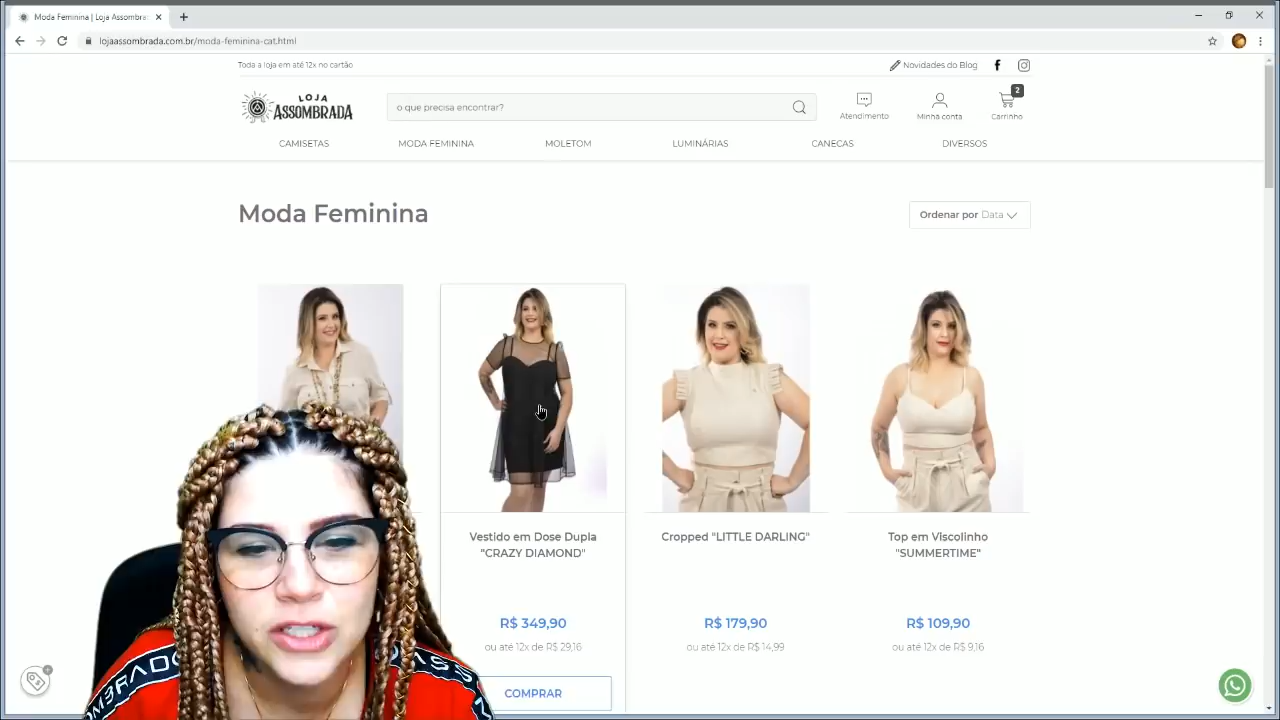 Moda Feminina | Loja Assombra
lojaassombrada.com.br/moda-feminina-cat.html
Toda a loja em até 12x no cartão
Novidades do Blog
LOJA
ASSOMBRADA
o que precisa encontrar?
Atendimento
Minha conta
2
Carrinho
CAMISETAS MODA FEMININA MOLETOM LUMINÁRIAS CANECAS DIVERSOS
Moda Feminina
Ordenar por Data
Vestido em Dose Dupla
"CRAZY DIAMOND"
R$ 349,90
ou até 12x de R$ 29,16
COMPRAR
Cropped "LITTLE DARLING"
R$ 179,90
ou até 12x de R$ 14,99
Top em Viscolinho
"SUMMERTIME"
R$ 109,90
ou até 12x de R$ 9,16